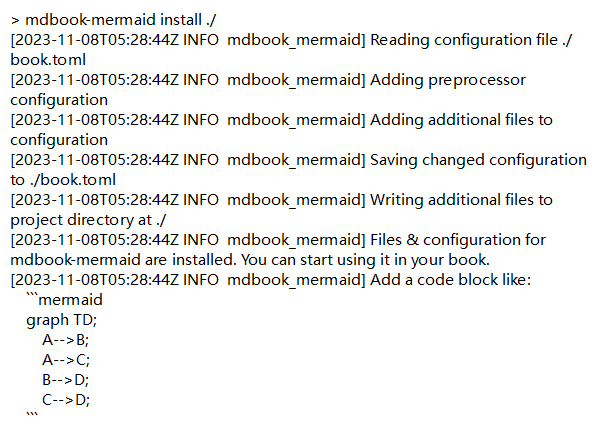 > mdbook-mermaid install ./
[2023-11-08T05:28:44Z INFO  mdbook_mermaid] Reading configuration file ./
book.toml
[2023-11-08T05:28:44Z INFO  mdbook_mermaid] Adding preprocessor
configuration
[2023-11-08T05:28:44Z INFO  mdbook_mermaid] Adding additional files to
configuration
[2023-11-08T05:28:44Z INFO  mdbook_mermaid] Saving changed configuration
to ./book.toml
[2023-11-08T05:28:44Z INFO  mdbook_mermaid] Writing additional files to
project directory at ./
[2023-11-08T05:28:44Z INFO  mdbook_mermaid] Files & configuration for
mdbook-mermaid are installed. You can start using it in your book.
[2023-11-08T05:28:44Z INFO  mdbook_mermaid] Add a code block like:
    ```mermaid
    graph TD;
        A-->B;
        A-->C;
        B-->D;
        C-->D;
    ```